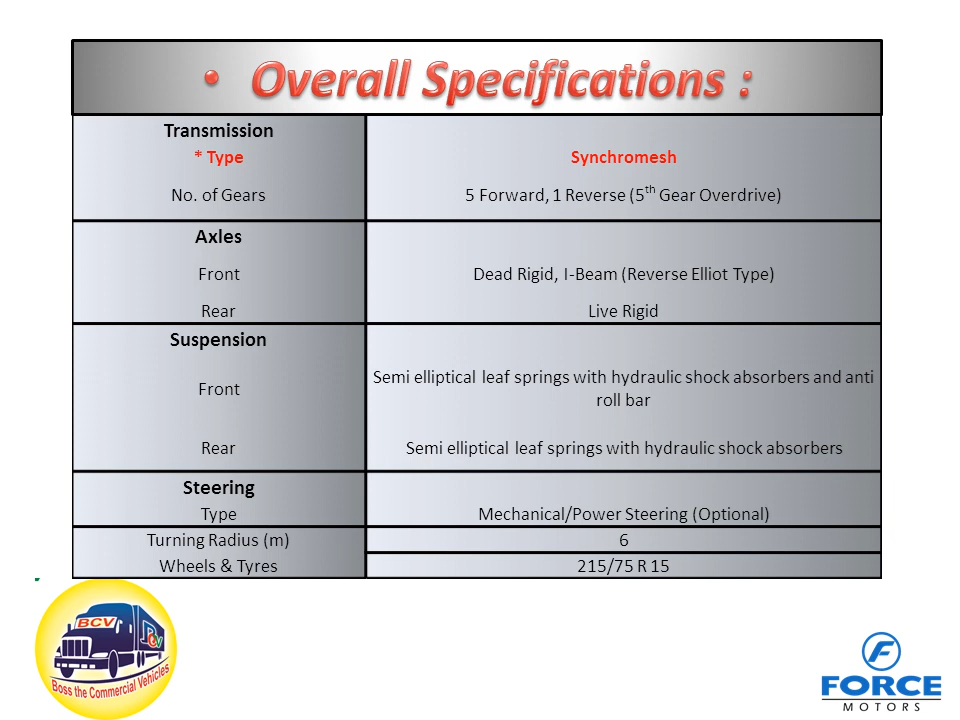 • Overall Specifications :
Transmission
* Type Synchromesh
No. of Gears 5 Forward, 1 Reverse (5th Gear Overdrive)
Axles
Front Dead Rigid, I-Beam (Reverse Elliot Type)
Rear Live Rigid
Suspension
Front Semi elliptical leaf springs with hydraulic shock absorbers and anti
roll bar
Rear Semi elliptical leaf springs with hydraulic shock absorbers
Steering
Type Mechanical/Power Steering (Optional)
Turning Radius (m) 6
Wheels & Tyres 215/75 R 15
BCV
BCV
Boss the Commercial Vehicles
F
FORCE
MOTORS